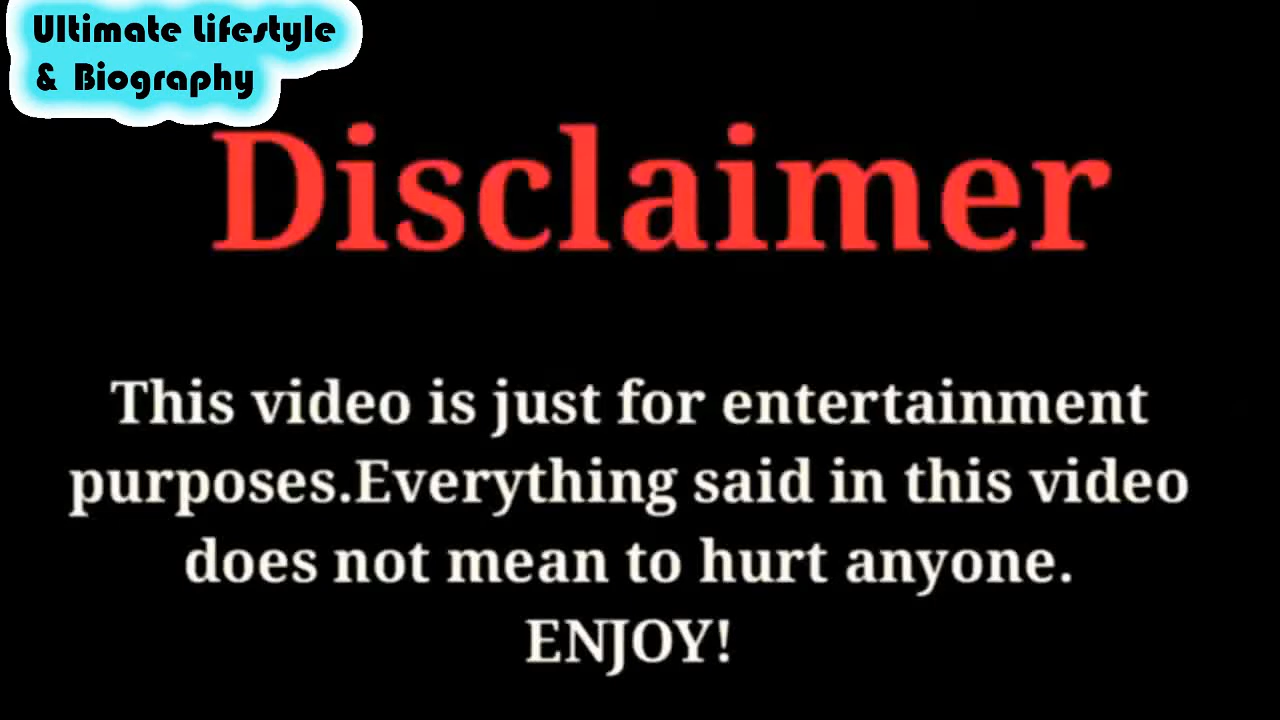 Ultimate Lifestyle
& Biography
Disclaimer
This video is just for entertainment
purposes.Everything said in this video
does not mean to hurt anyone.
ENJOY!